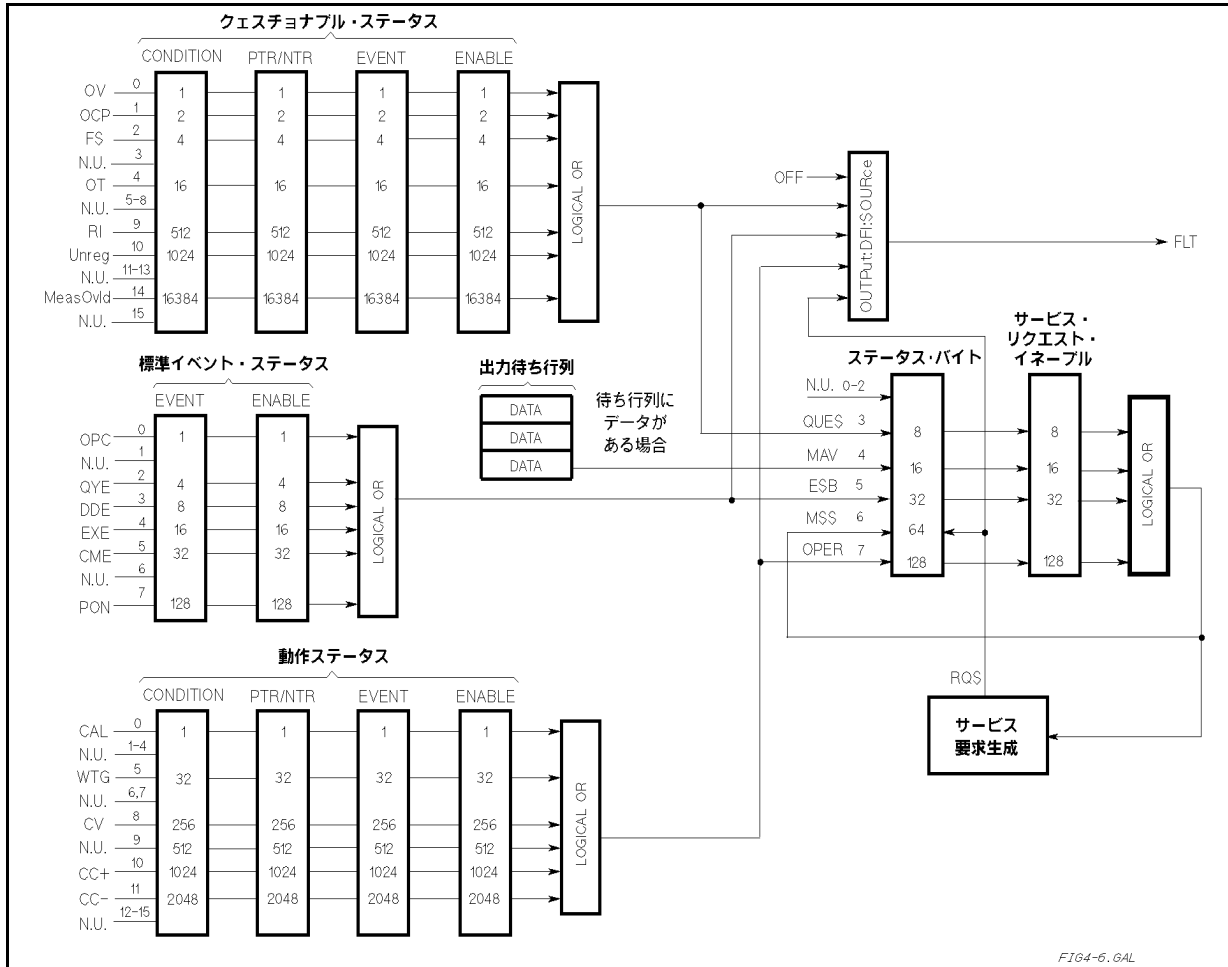 クェスチョナブル・ステータス
CONDITION PTR/NTR EVENT ENABLE
OV 0 1 1 1 1
OCP 1 2 2 2 2
FS 2 4 4 4 4
N.U. 3
OT 4 16 16 16 16
N.U. 5-8
RI 9 512 512 512 512
Unreg 10 1024 1024 1024 1024
N.U. 11-13
MeasOvld 14 16384 16384 16384 16384
N.U. 15
LOGICAL OR
OFF
OUTPut:DFI:SOURce
FLT
標準イベント・ステータス
EVENT ENABLE
OPC 0 1 1
N.U. 1
QYE 2 4 4
DDE 3 8 8
EXE 4 16 16
CME 5 32 32
N.U. 6
PON 7 128 128
LOGICAL OR
出力待ち行列
DATA
DATA
DATA
待ち行列に
データが
ある場合
ステータス・バイト
サービス・
リクエスト・
イネーブル
N.U. 0-2
QUES 3 8 8
MAV 4 16 16
ESB 5 32 32
MSS 6 64
OPER 7 128 128
LOGICAL OR
RQS
サービス
要求生成
動作ステータス
CONDITION PTR/NTR EVENT ENABLE
CAL 0 1 1 1 1
N.U. 1-4
WTG 5 32 32 32 32
N.U. 6,7
CV 8 256 256 256 256
N.U. 9 512 512 512 512
CC+ 10 1024 1024 1024 1024
CC- 11 2048 2048 2048 2048
N.U. 12-15
LOGICAL OR
FIG4-6.GAL